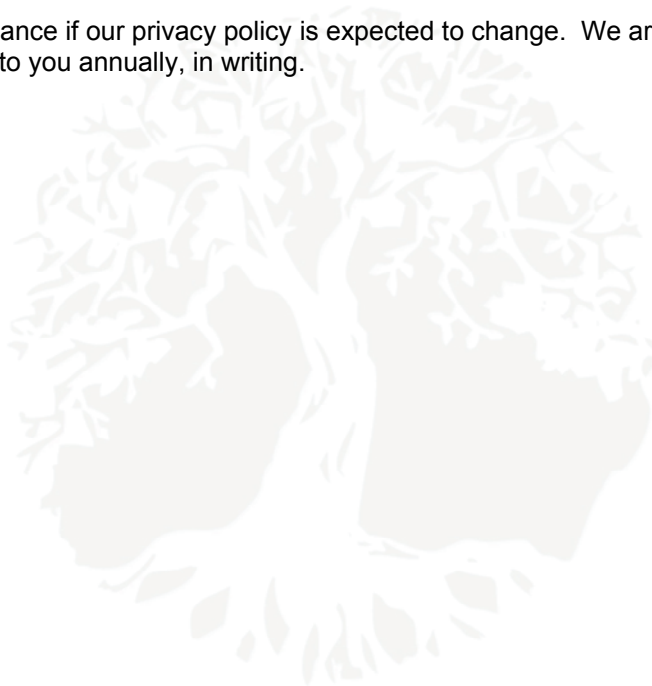 ance if our privacy policy is expected to change.  We ar
to you annually, in writing.